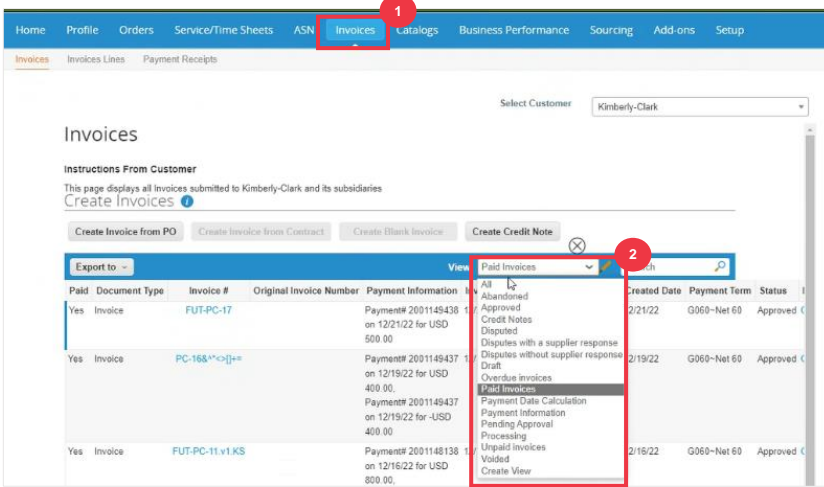 1
Home Profile Orders Service/Time Sheets ASN Invoices Catalogs Business Performance Sourcing Add-ons Setup
Invoices Invoices Lines Payment Receipts
Select Customer Kimberly-Clark
Invoices
Instructions From Customer
This page displays all Invoices submitted to Kimberly-Clark and its subsidiaries
Create Invoices
Create Invoice from PO Create Invoice from Contract Create Blank Invoice Create Credit Note
2
Export to View Paid Invoices
Paid Document Type Invoice # Original Invoice Number Payment Information Created Date Payment Term Status
Yes Invoice FUT-PC-17 Payment# 2001149438 2/21/22 G060~Net 60 Approved
on 12/21/22 for USD
500.00
Yes Invoice PC-16&^*<>[]+= Payment# 2001149437 2/19/22 G060~Net 60 Approved
on 12/19/22 for USD
400.00,
Payment# 2001149437
on 12/19/22 for -USD
400.00
Yes Invoice FUT-PC-11.v1.KS Payment# 2001148138 2/16/22 G060~Net 60 Approved
on 12/16/22 for USD
800.00,
All
Abandoned
Approved
Credit Notes
Disputed
Disputes with a supplier response
Disputes without supplier response
Draft
Overdue invoices
Paid Invoices
Payment Date Calculation
Payment Information
Pending Approval
Processing
Unpaid invoices
Voided
Create View